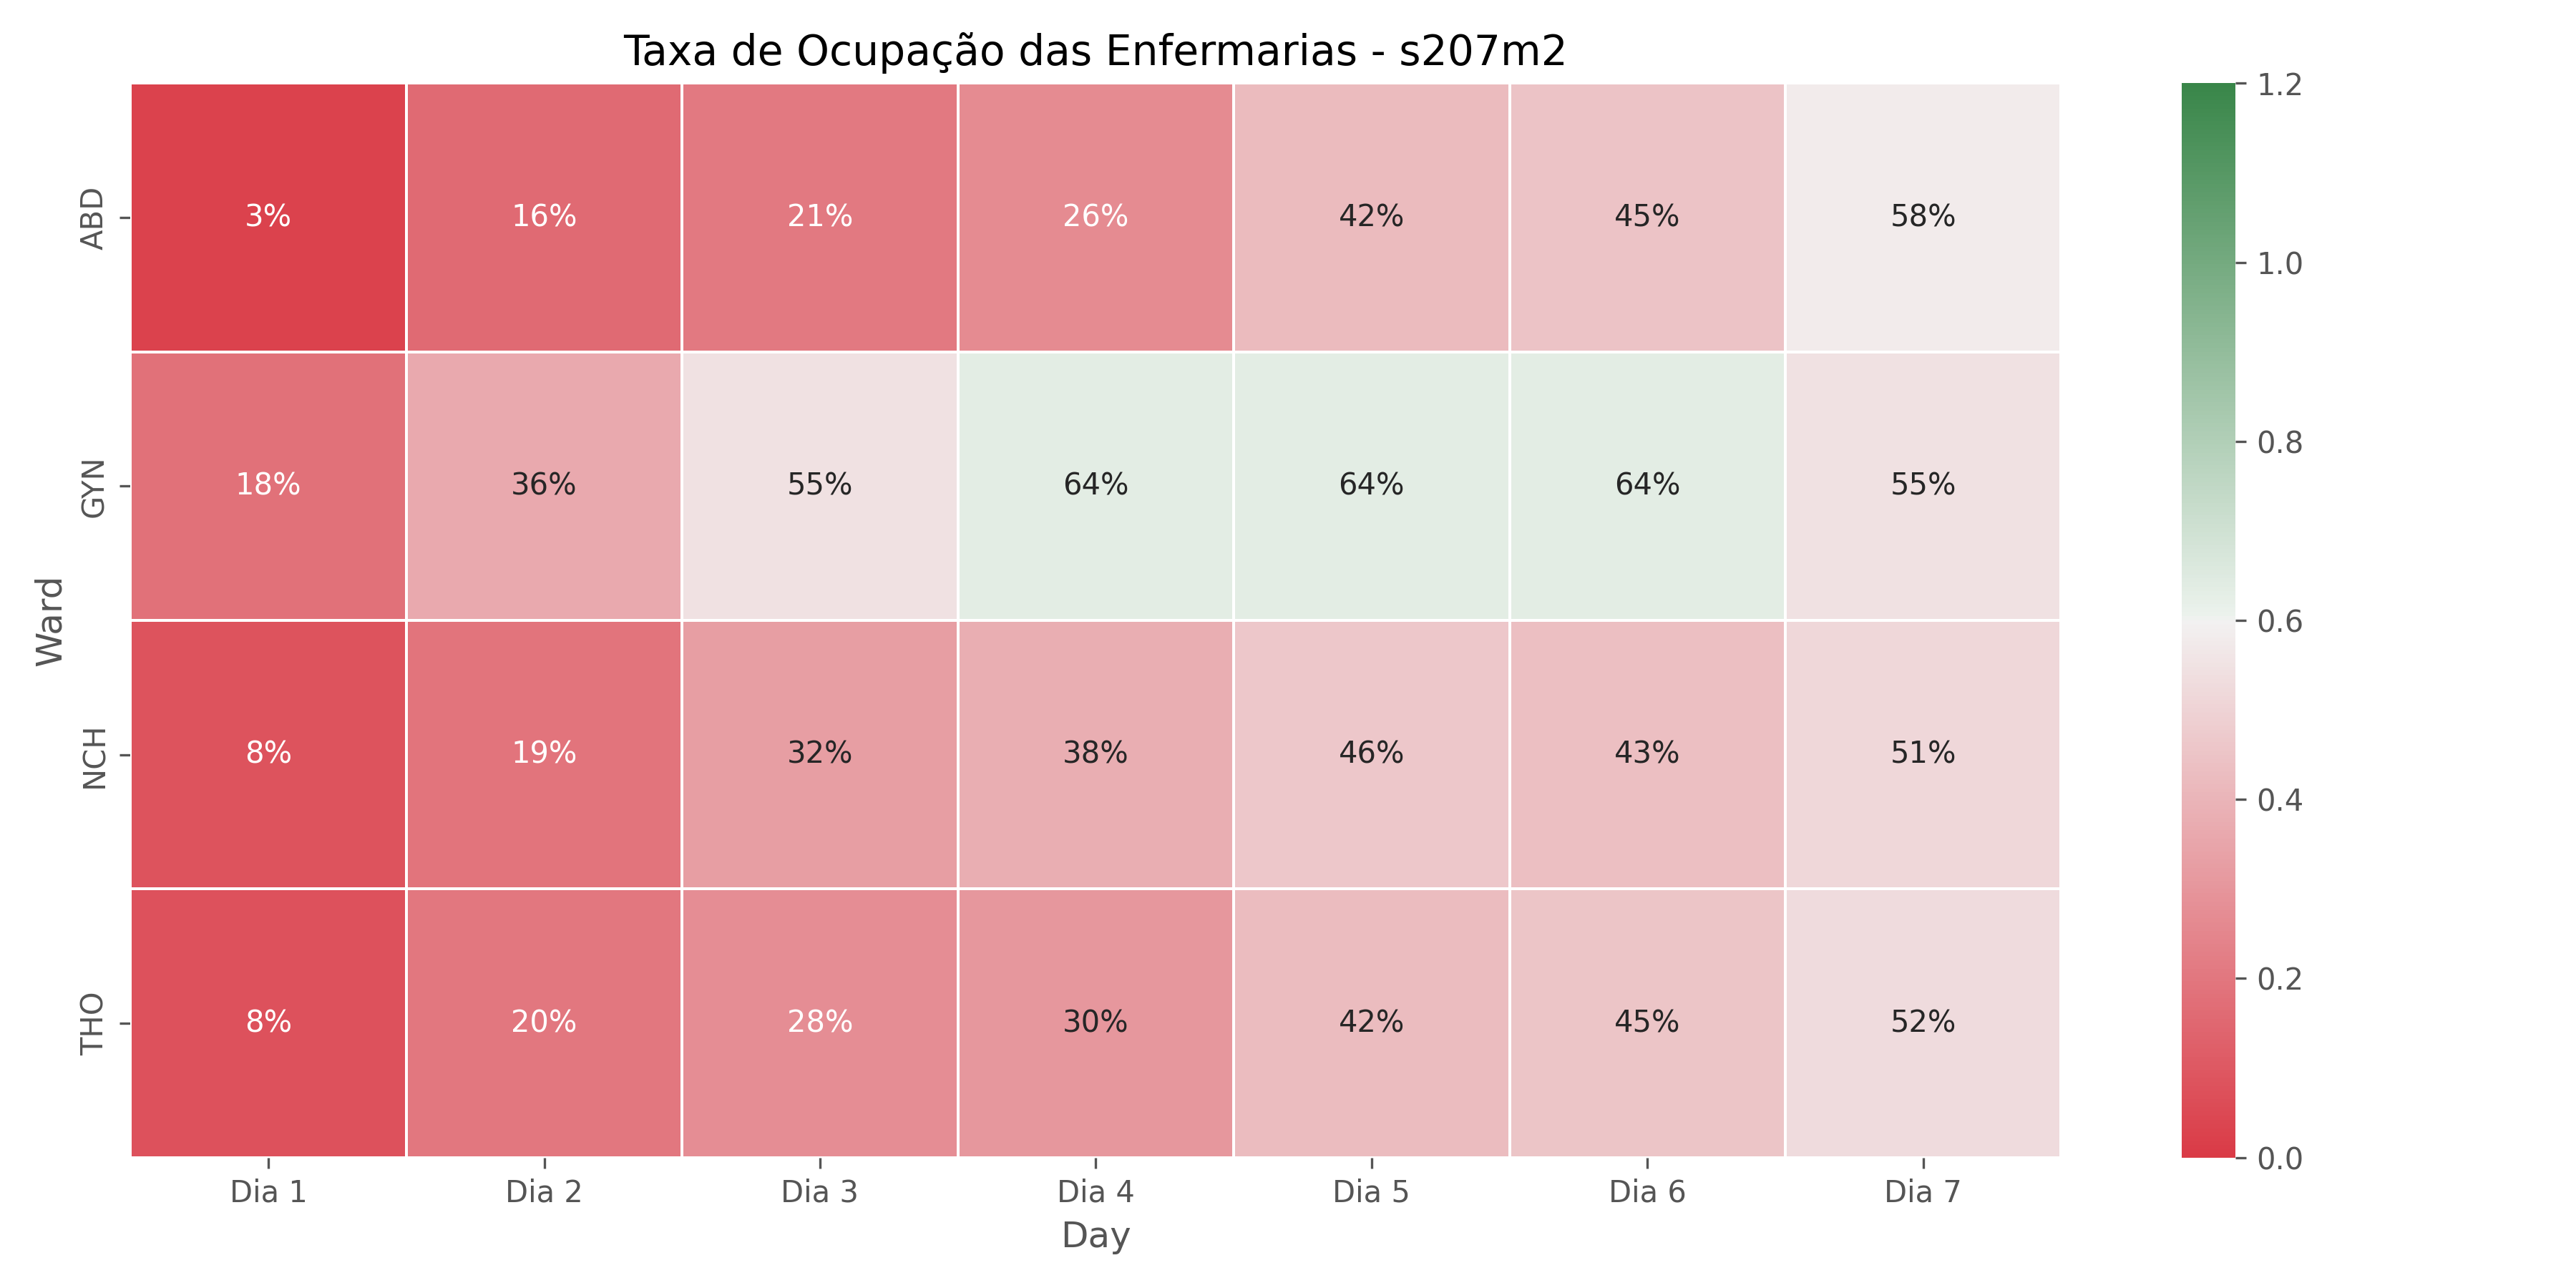 Taxa de Ocupação das Enfermarias - s207m2
Ward
ABD 3% 16% 21% 26% 42% 45% 58%
GYN 18% 36% 55% 64% 64% 64% 55%
NCH 8% 19% 32% 38% 46% 43% 51%
THO 8% 20% 28% 30% 42% 45% 52%
Dia 1 Dia 2 Dia 3 Dia 4 Dia 5 Dia 6 Dia 7
Day
1.2
1.0
0.8
0.6
0.4
0.2
0.0